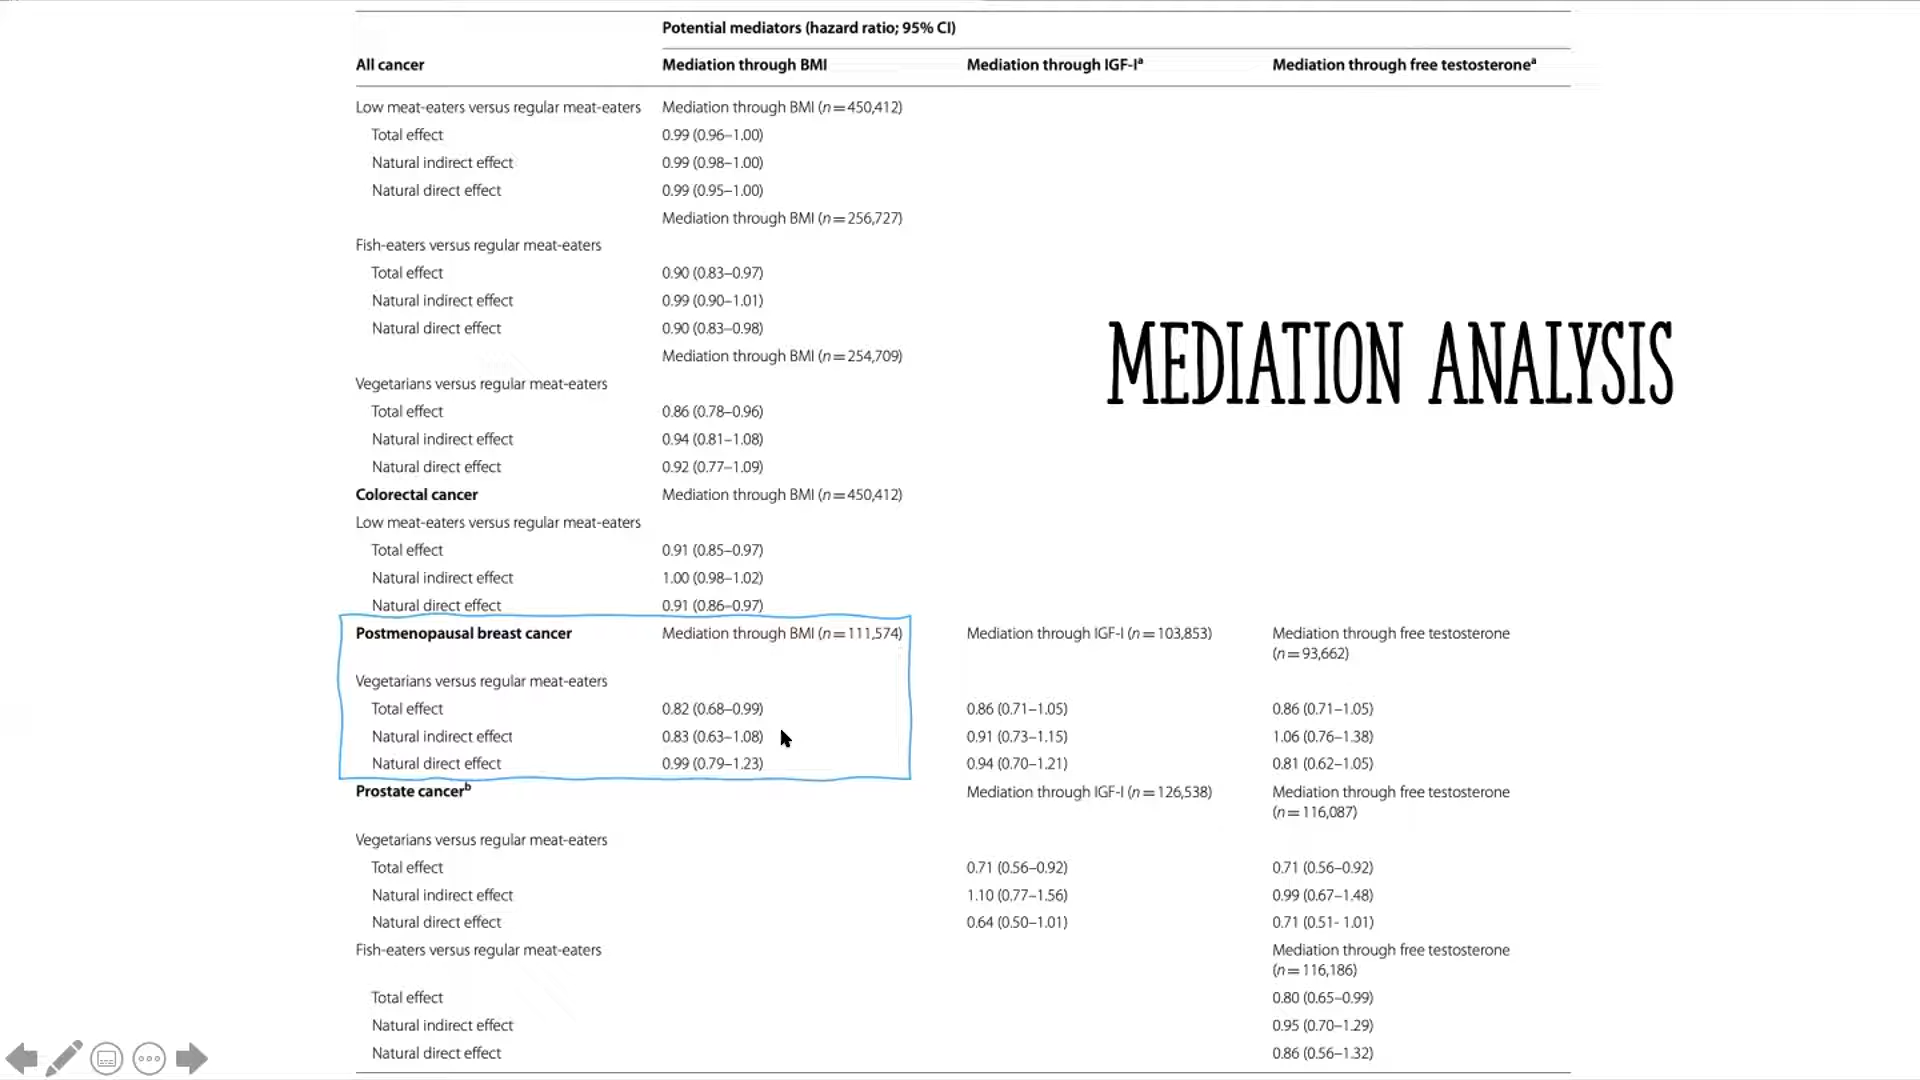 Potential mediators (hazard ratio; 95% CI)
All cancer Mediation through BMI Mediation through IGF-Iª Mediation through free testosteroneª
Low meat-eaters versus regular meat-eaters Mediation through BMI (n=450,412)
Total effect 0.99 (0.96–1.00)
Natural indirect effect 0.99 (0.98–1.00)
Natural direct effect 0.99 (0.95–1.00)
Mediation through BMI (n=256,727)
Fish-eaters versus regular meat-eaters
Total effect 0.90 (0.83–0.97)
Natural indirect effect 0.99 (0.90–1.01)
Natural direct effect 0.90 (0.83–0.98)
Mediation through BMI (n=254,709)
Vegetarians versus regular meat-eaters
Total effect 0.86 (0.78–0.96)
Natural indirect effect 0.94 (0.81–1.08)
Natural direct effect 0.92 (0.77–1.09)
Colorectal cancer Mediation through BMI (n=450,412)
Low meat-eaters versus regular meat-eaters
Total effect 0.91 (0.85–0.97)
Natural indirect effect 1.00 (0.98–1.02)
Natural direct effect 0.91 (0.86–0.97)
Postmenopausal breast cancer Mediation through BMI (n=111,574) Mediation through IGF-I (n=103,853) Mediation through free testosterone
(n=93,662)
Vegetarians versus regular meat-eaters
Total effect 0.82 (0.68–0.99) 0.86 (0.71–1.05) 0.86 (0.71–1.05)
Natural indirect effect 0.83 (0.63–1.08) 0.91 (0.73–1.15) 1.06 (0.76–1.38)
Natural direct effect 0.99 (0.79–1.23) 0.94 (0.70–1.21) 0.81 (0.62–1.05)
Prostate cancerᵇ Mediation through IGF-I (n=126,538) Mediation through free testosterone
(n=116,087)
Vegetarians versus regular meat-eaters
Total effect 0.71 (0.56–0.92) 0.71 (0.56–0.92)
Natural indirect effect 1.10 (0.77–1.56) 0.99 (0.67–1.48)
Natural direct effect 0.64 (0.50–1.01) 0.71 (0.51- 1.01)
Fish-eaters versus regular meat-eaters Mediation through free testosterone
(n=116,186)
Total effect 0.80 (0.65–0.99)
Natural indirect effect 0.95 (0.70–1.29)
Natural direct effect 0.86 (0.56–1.32)
MEDIATION ANALYSIS